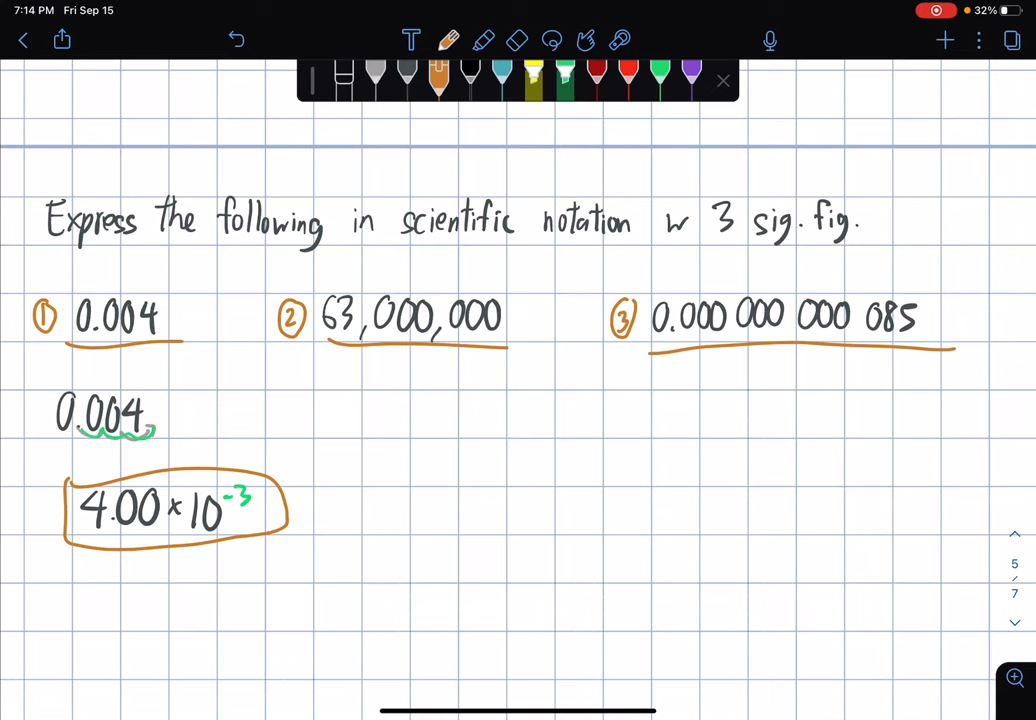 7:14 PM Fri Sep 15
32%
T
Express the following in scientific notation w 3 sig. fig.
① 0.004 ② 63,000,000 ③ 0.000 000 000 085
0.004
4.00 × 10⁻³
5
/
7